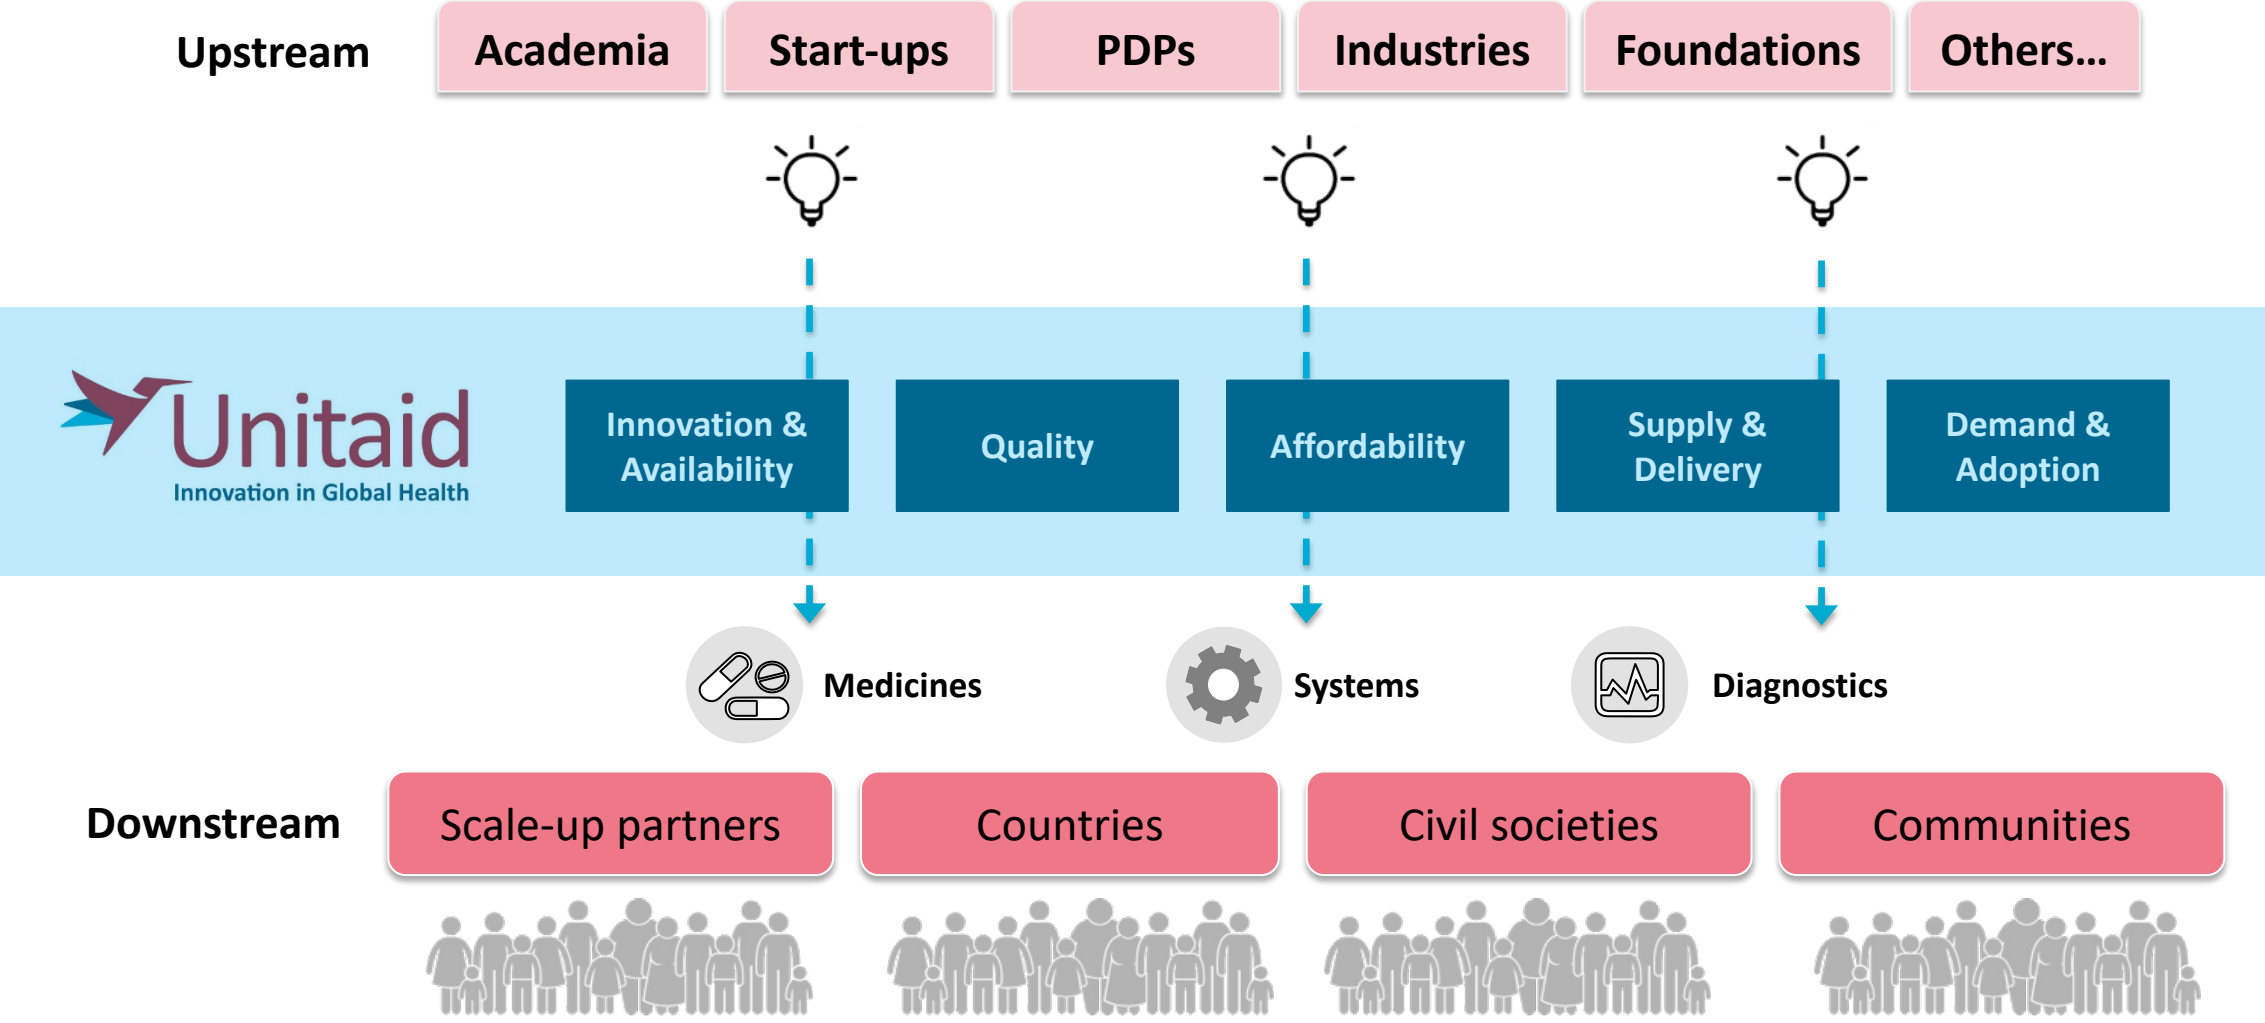 Upstream
Academia
Start-ups
PDPs
Industries
Foundations
Others...
Unitaid
Innovation in Global Health
Innovation &
Availability
Quality
Affordability
Supply &
Delivery
Demand &
Adoption
Medicines
Systems
Diagnostics
Downstream
Scale-up partners
Countries
Civil societies
Communities